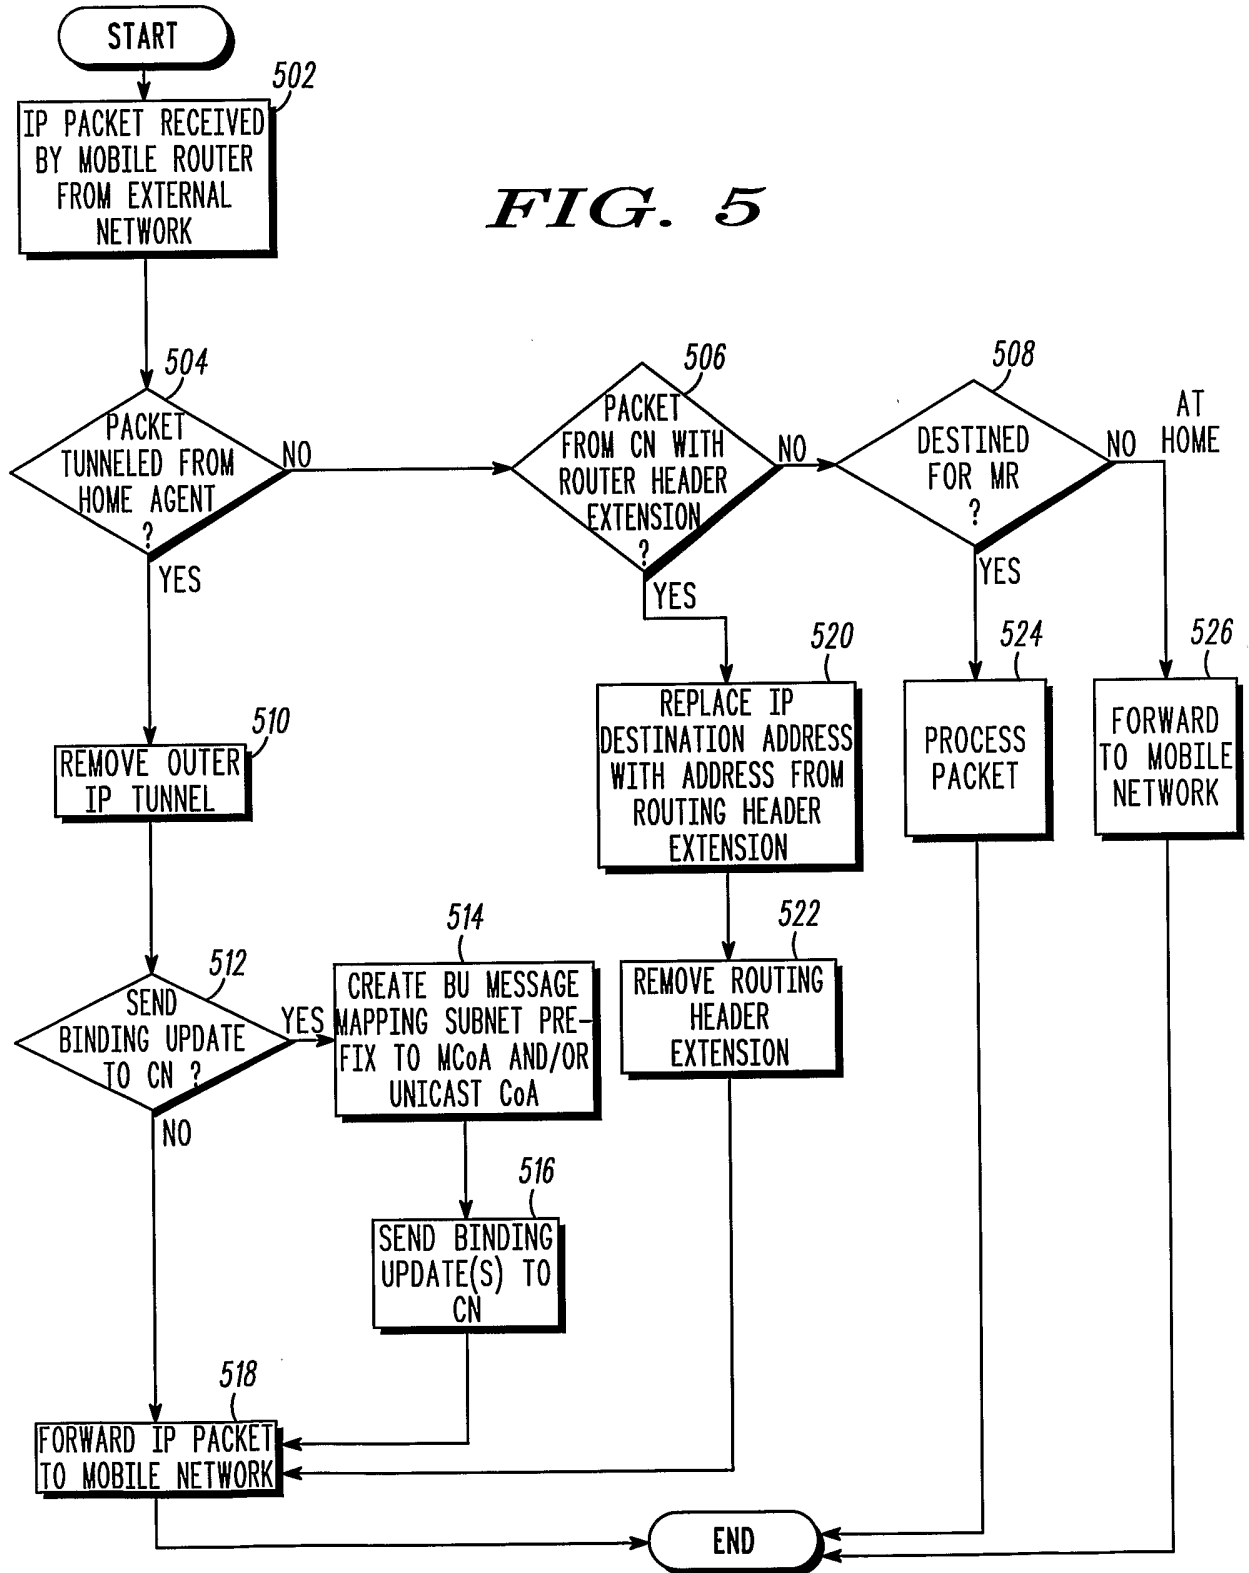 START
502
IP PACKET RECEIVED
BY MOBILE ROUTER
FROM EXTERNAL
NETWORK
FIG. 5
504
PACKET
TUNNELED FROM
HOME AGENT
?
NO
YES
506
PACKET
FROM CN WITH
ROUTER HEADER
EXTENSION
?
NO
YES
508
DESTINED
FOR MR
?
NO
YES
AT
HOME
510
REMOVE OUTER
IP TUNNEL
520
REPLACE IP
DESTINATION ADDRESS
WITH ADDRESS FROM
ROUTING HEADER
EXTENSION
524
PROCESS
PACKET
526
FORWARD
TO MOBILE
NETWORK
512
SEND
BINDING UPDATE
TO CN ?
YES
NO
514
CREATE BU MESSAGE
MAPPING SUBNET PRE-
FIX TO MCoA AND/OR
UNICAST CoA
522
REMOVE ROUTING
HEADER
EXTENSION
516
SEND BINDING
UPDATE(S) TO
CN
518
FORWARD IP PACKET
TO MOBILE NETWORK
END